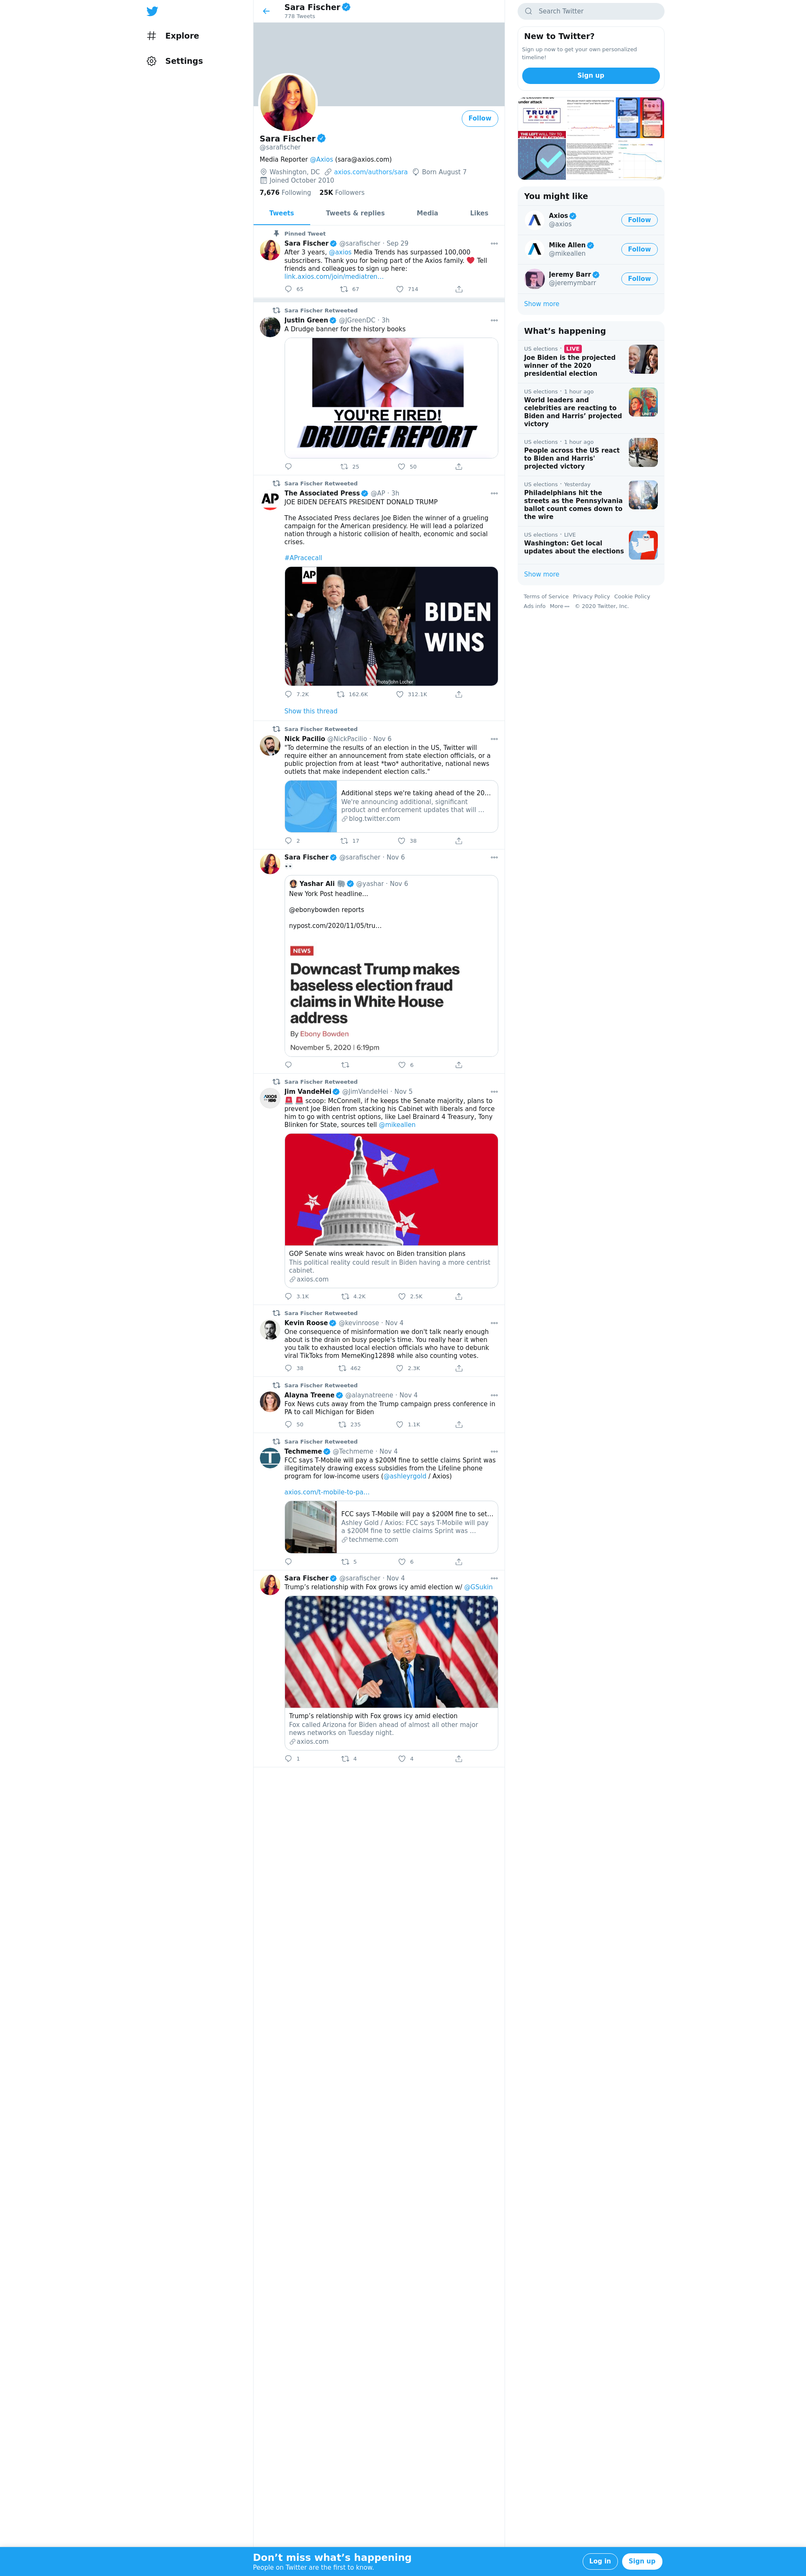 Explore
Settings
Sara Fischer
778 Tweets
Follow
Sara Fischer
@sarafischer
Media Reporter @Axios (sara@axios.com)
Washington, DC axios.com/authors/sara Born August 7
Joined October 2010
7,676 Following 25K Followers
Tweets Tweets & replies Media Likes
Pinned Tweet
Sara Fischer @sarafischer · Sep 29
After 3 years, @axios Media Trends has surpassed 100,000
subscribers. Thank you for being part of the Axios family. ❤️ Tell
friends and colleagues to sign up here:
link.axios.com/join/mediatren…
65 67 714
Sara Fischer Retweeted
Justin Green @JGreenDC · 3h
A Drudge banner for the history books
YOU'RE FIRED!
DRUDGE REPORT
25 50
Sara Fischer Retweeted
The Associated Press @AP · 3h
AP
JOE BIDEN DEFEATS PRESIDENT DONALD TRUMP
The Associated Press declares Joe Biden the winner of a grueling
campaign for the American presidency. He will lead a polarized
nation through a historic collision of health, economic and social
crises.
#APracecall
AP
BIDEN
WINS
7.2K 162.6K 312.1K
Show this thread
Sara Fischer Retweeted
Nick Pacilio @NickPacilio · Nov 6
"To determine the results of an election in the US, Twitter will
require either an announcement from state election officials, or a
public projection from at least *two* authoritative, national news
outlets that make independent election calls."
Additional steps we're taking ahead of the 20…
We're announcing additional, significant
product and enforcement updates that will …
blog.twitter.com
2 17 38
Sara Fischer @sarafischer · Nov 6
👀
Yashar Ali 🐘 @yashar · Nov 6
New York Post headline…
@ebonybowden reports
nypost.com/2020/11/05/tru…
NEWS
Downcast Trump makes
baseless election fraud
claims in White House
address
By Ebony Bowden
November 5, 2020 | 6:19pm
6
Sara Fischer Retweeted
Jim VandeHei @JimVandeHei · Nov 5
AXIOS
🚨 🚨 scoop: McConnell, if he keeps the Senate majority, plans to
prevent Joe Biden from stacking his Cabinet with liberals and force
him to go with centrist options, like Lael Brainard 4 Treasury, Tony
Blinken for State, sources tell @mikeallen
GOP Senate wins wreak havoc on Biden transition plans
This political reality could result in Biden having a more centrist
cabinet.
axios.com
3.1K 4.2K 2.5K
Sara Fischer Retweeted
Kevin Roose @kevinroose · Nov 4
One consequence of misinformation we don't talk nearly enough
about is the drain on busy people's time. You really hear it when
you talk to exhausted local election officials who have to debunk
viral TikToks from MemeKing12898 while also counting votes.
38 462 2.3K
Sara Fischer Retweeted
Alayna Treene @alaynatreene · Nov 4
Fox News cuts away from the Trump campaign press conference in
PA to call Michigan for Biden
50 235 1.1K
Sara Fischer Retweeted
Techmeme @Techmeme · Nov 4
FCC says T-Mobile will pay a $200M fine to settle claims Sprint was
illegitimately drawing excess subsidies from the Lifeline phone
program for low-income users (@ashleyrgold / Axios)
axios.com/t-mobile-to-pa…
FCC says T-Mobile will pay a $200M fine to set…
Ashley Gold / Axios: FCC says T-Mobile will pay
a $200M fine to settle claims Sprint was …
techmeme.com
5 6
Sara Fischer @sarafischer · Nov 4
Trump's relationship with Fox grows icy amid election w/ @GSukin
Trump's relationship with Fox grows icy amid election
Fox called Arizona for Biden ahead of almost all other major
news networks on Tuesday night.
axios.com
1 4 4
Search Twitter
New to Twitter?
Sign up now to get your own personalized
timeline!
Sign up
under attack
TRUMP
PENCE
You might like
Axios
@axios
Follow
Mike Allen
@mikeallen
Follow
Jeremy Barr
@jeremymbarr
Follow
Show more
What's happening
US elections · LIVE
Joe Biden is the projected
winner of the 2020
presidential election
US elections · 1 hour ago
World leaders and
celebrities are reacting to
Biden and Harris' projected
victory
US elections · 1 hour ago
People across the US react
to Biden and Harris'
projected victory
US elections · Yesterday
Philadelphians hit the
streets as the Pennsylvania
ballot count comes down to
the wire
US elections · LIVE
Washington: Get local
updates about the elections
Show more
Terms of Service Privacy Policy Cookie Policy
Ads info More ··· © 2020 Twitter, Inc.
Don't miss what's happening
People on Twitter are the first to know.
Log in
Sign up